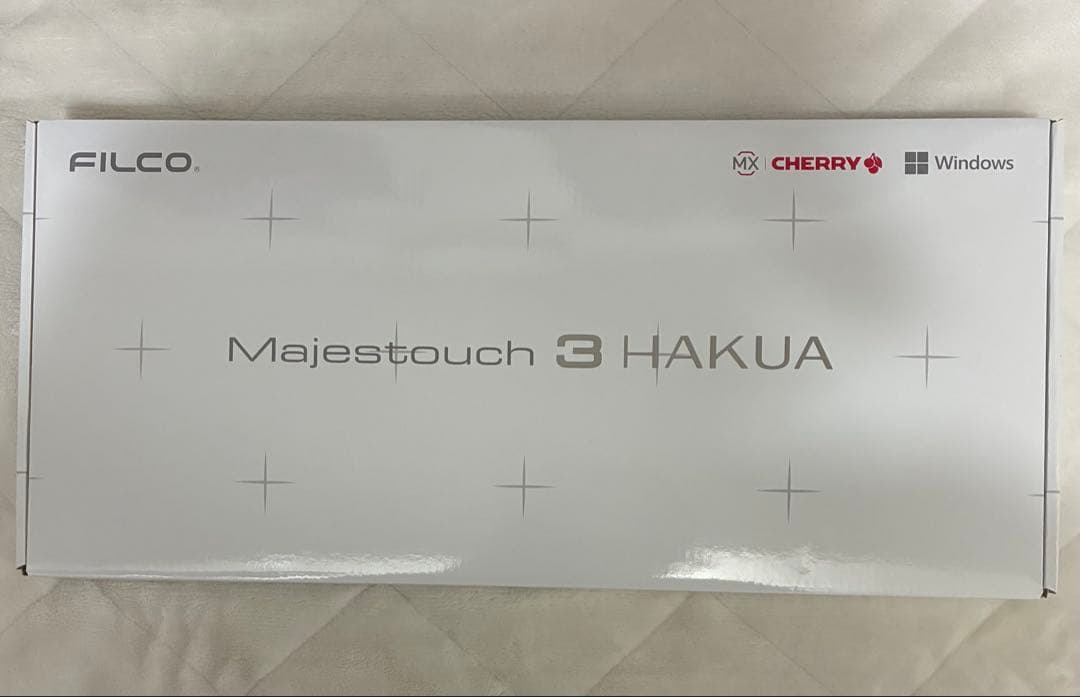 FILCO®
MX | CHERRY Windows
Majestouch 3 HAKUA